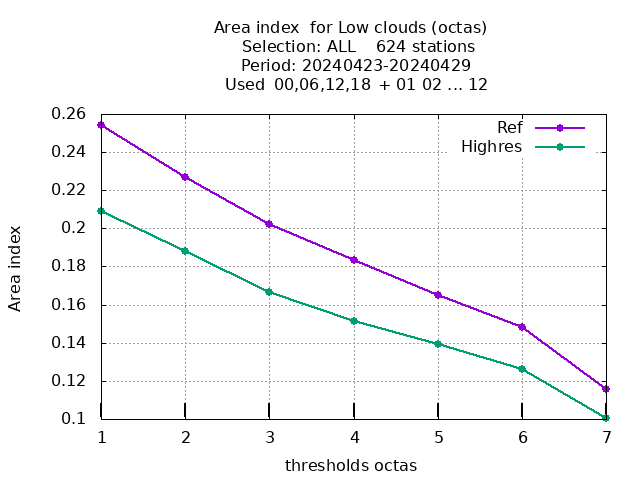 Area index  for Low clouds (octas)
Selection: ALL    624 stations
Period: 20240423-20240429
Used  00,06,12,18 + 01 02 ... 12
Ref
Highres
0.26
0.24
0.22
0.2
0.18
0.16
0.14
0.12
0.1
Area index
1 2 3 4 5 6 7
thresholds octas